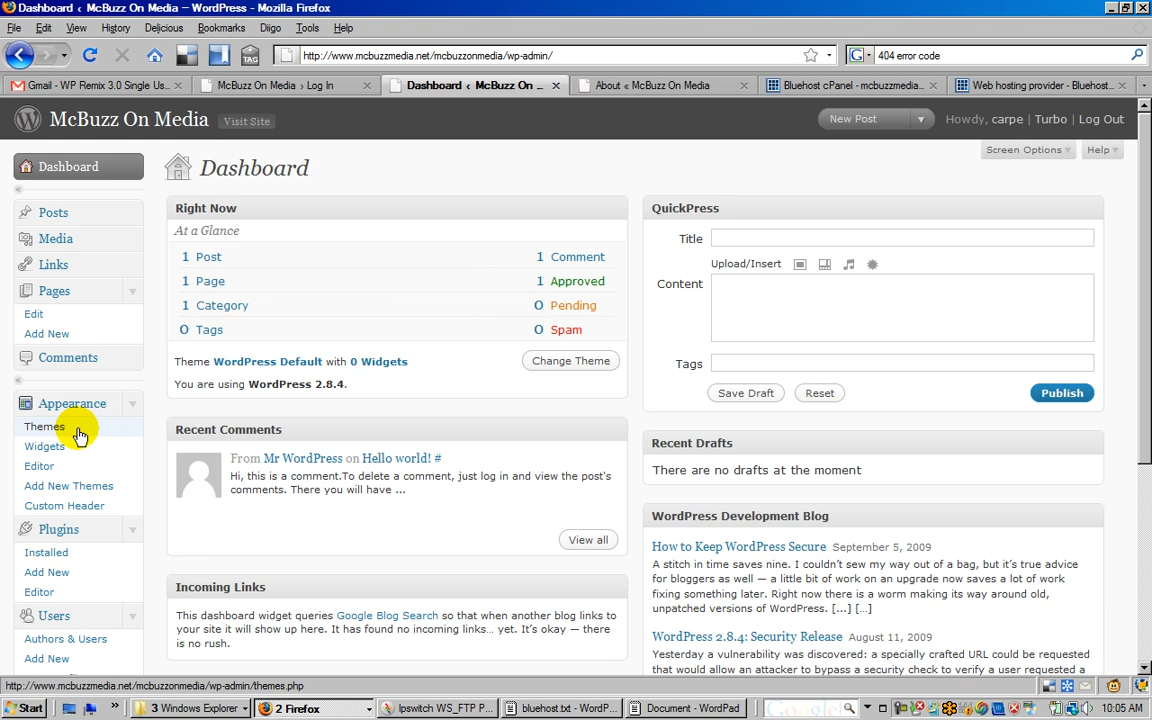 Dashboard ‹ McBuzz On Media — WordPress - Mozilla Firefox
File Edit View History Delicious Bookmarks Diigo Tools Help
http://www.mcbuzzmedia.net/mcbuzzonmedia/wp-admin/
404 error code
Gmail - WP Remix 3.0 Single Us...
McBuzz On Media › Log In
Dashboard ‹ McBuzz On ...
About « McBuzz On Media
Bluehost cPanel - mcbuzzmedia...
Web hosting provider - Bluehost...
McBuzz On Media Visit Site
New Post
Howdy, carpe | Turbo | Log Out
Screen Options
Help
Dashboard
Posts
Media
Links
Pages
Edit
Add New
Comments
Appearance
Themes
Widgets
Editor
Add New Themes
Custom Header
Plugins
Installed
Add New
Editor
Users
Authors & Users
Add New
Dashboard
Right Now
At a Glance
1 Post 1 Comment
1 Page 1 Approved
1 Category 0 Pending
0 Tags 0 Spam
Theme WordPress Default with 0 Widgets
Change Theme
You are using WordPress 2.8.4.
Recent Comments
From Mr WordPress on Hello world! #
Hi, this is a comment.To delete a comment, just log in and view the post's
comments. There you will have ...
View all
Incoming Links
This dashboard widget queries Google Blog Search so that when another blog links to
your site it will show up here. It has found no incoming links… yet. It's okay — there
is no rush.
QuickPress
Title
Upload/Insert
Content
Tags
Save Draft
Reset
Publish
Recent Drafts
There are no drafts at the moment
WordPress Development Blog
How to Keep WordPress Secure September 5, 2009
A stitch in time saves nine. I couldn't sew my way out of a bag, but it's true advice
for bloggers as well — a little bit of work on an upgrade now saves a lot of work
fixing something later. Right now there is a worm making its way around old,
unpatched versions of WordPress. [...] […]
WordPress 2.8.4: Security Release August 11, 2009
Yesterday a vulnerability was discovered: a specially crafted URL could be requested
that would allow an attacker to bypass a security check to verify a user requested a
http://www.mcbuzzmedia.net/mcbuzzonmedia/wp-admin/themes.php
Start
3 Windows Explorer
2 Firefox
Ipswitch WS_FTP P...
bluehost.txt - WordP...
Document - WordPad
Google
10:05 AM